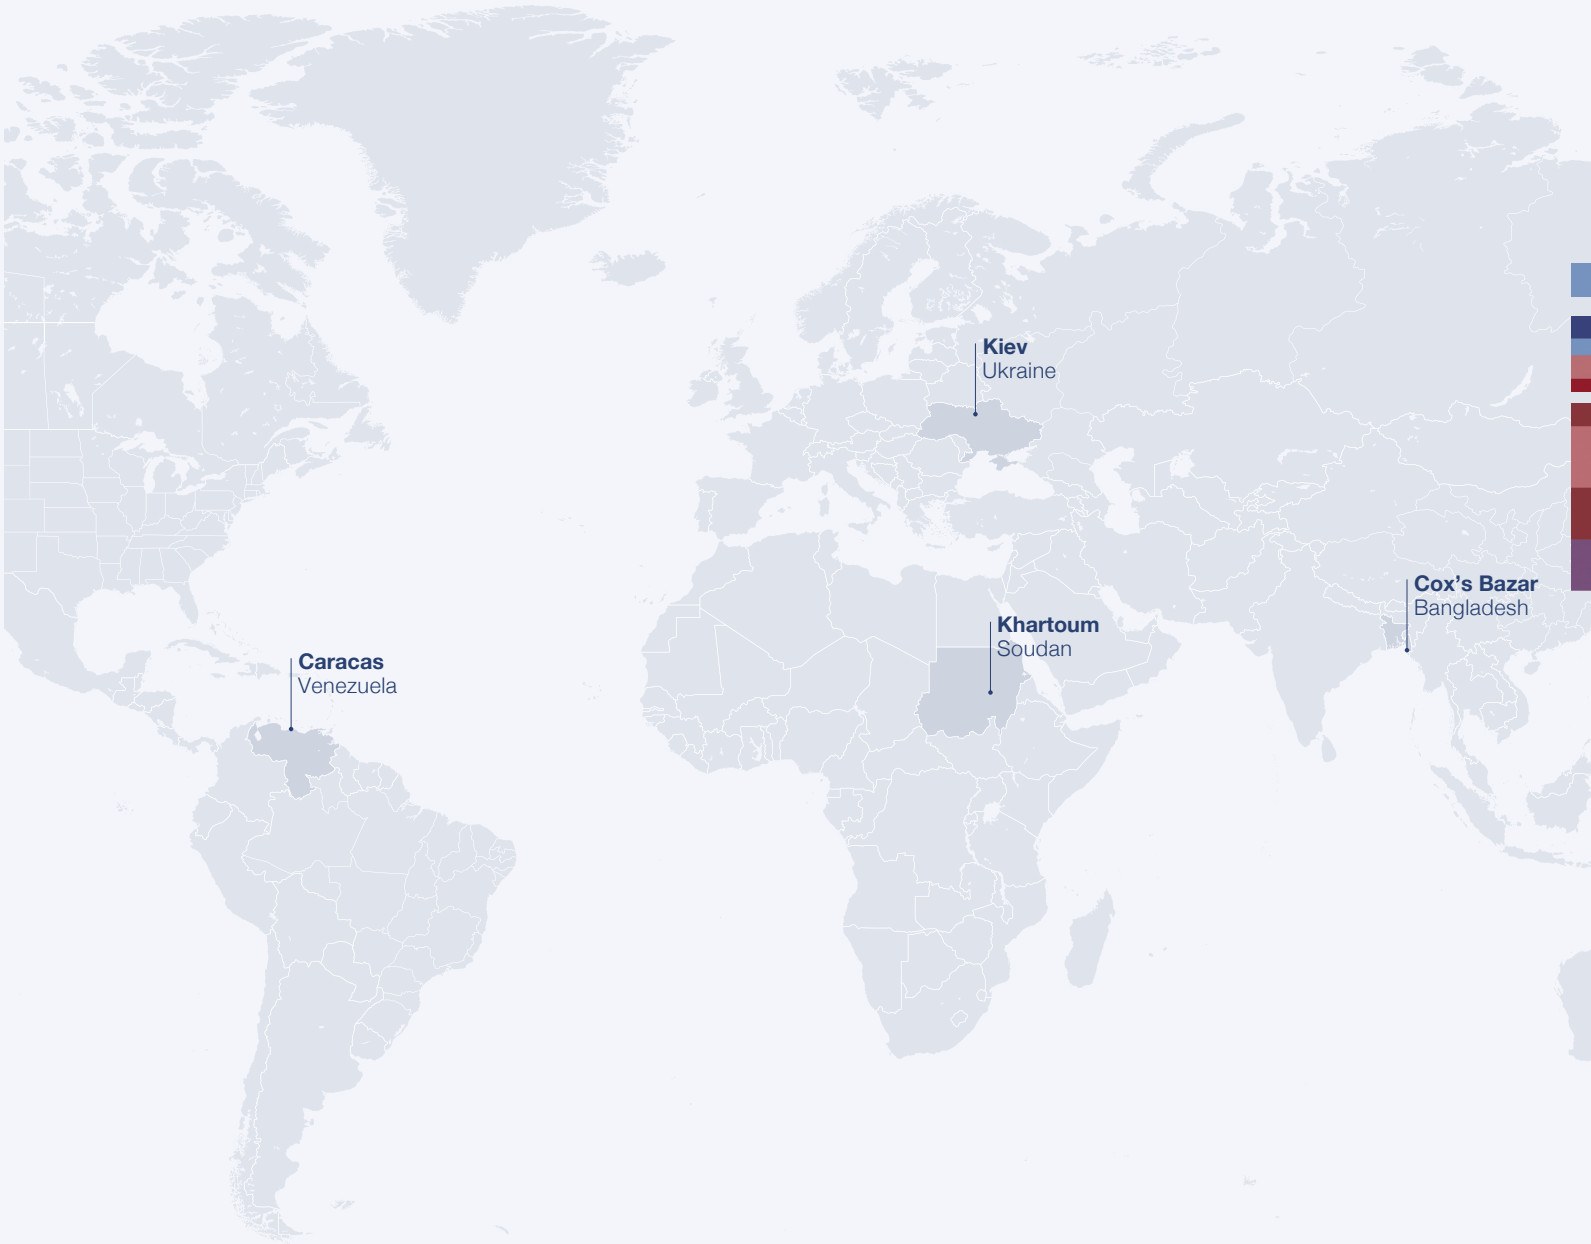 Kiev
Ukraine
Cox’s Bazar
Bangladesh
Khartoum
Soudan
Caracas
Venezuela